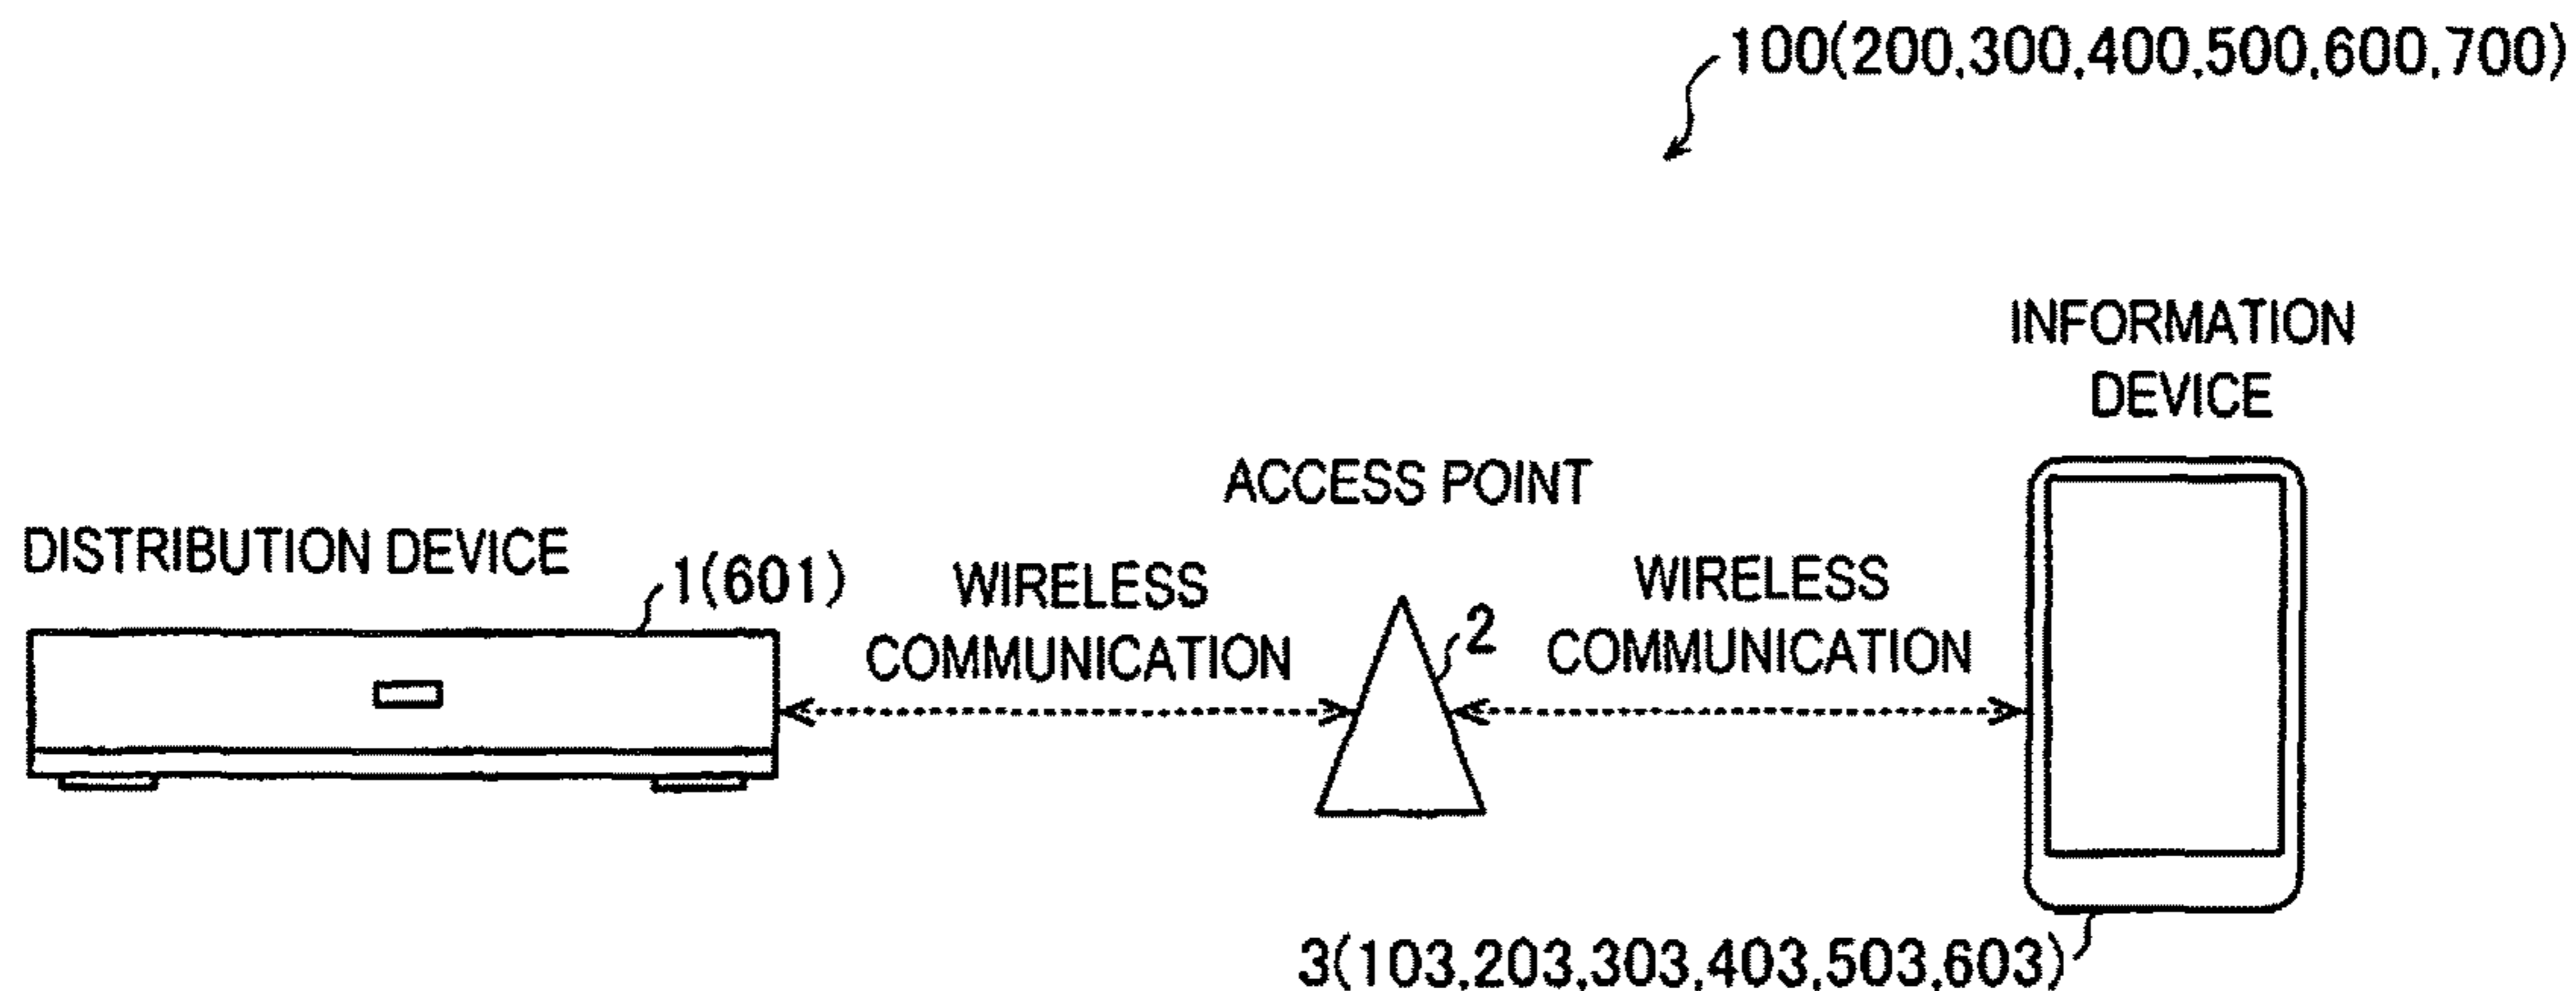 100(200,300,400,500,600,700)
INFORMATION
DEVICE
ACCESS POINT
DISTRIBUTION DEVICE
1(601)
WIRELESS
COMMUNICATION
2
WIRELESS
COMMUNICATION
3(103,203,303,403,503,603)